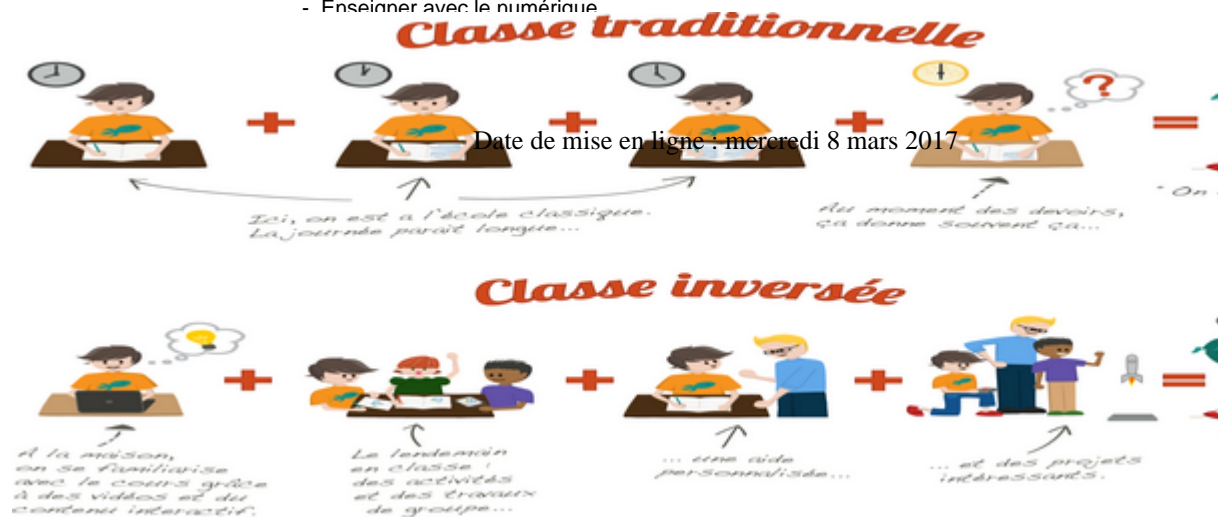 - Enseigner avec le numérique
Classe traditionnelle
?
Date de mise en ligne : mercredi 8 mars 2017
Ici, on est a l'école classique.
La journée parait longue...
Au moment des devoirs,
ça donne souvent ça...
"On
Classe inversée
A la maison,
on se familiarise
avec le cours grâce
à des vidéos et du
contenu interactif.
Le lendemain
en classe :
des activités
et des travaux
de groupe...
... une aide
personnalisée...
... et des projets
intéressants.